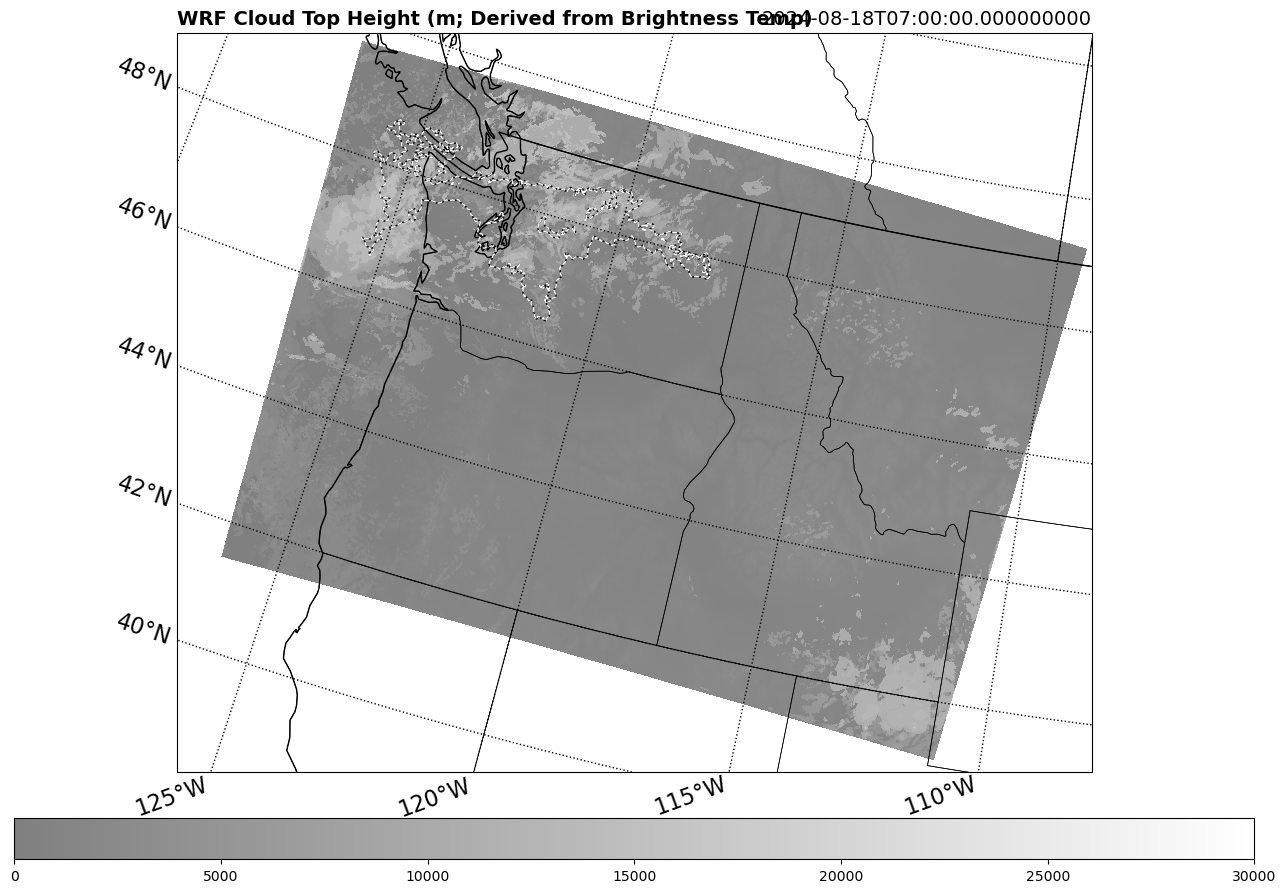 WRF Cloud Top Height (m; Derived from Brightness Temp)
2024-08-18T07:00:00.000000000
48°N
46°N
44°N
42°N
40°N
125°W 120°W 115°W 110°W
0 5000 10000 15000 20000 25000 30000